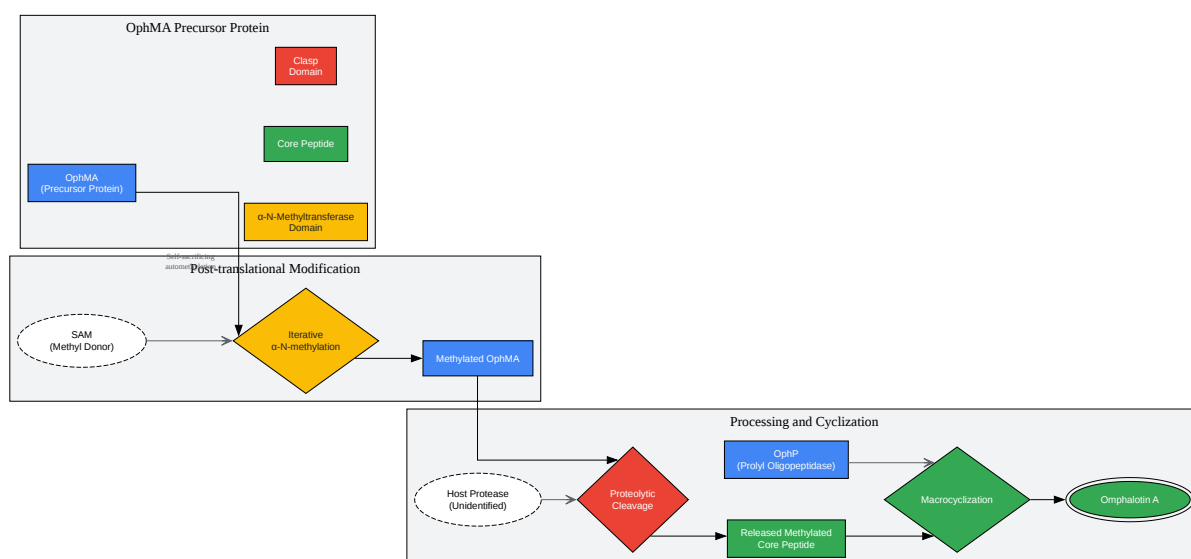 OphMA Precursor Protein
Clasp
Domain
Core Peptide
OphMA
(Precursor Protein)
α-N-Methyltransferase
Domain
Self-sacrificing
automethylation
Post-translational Modification
SAM
(Methyl Donor)
Iterative
α-N-methylation
Methylated OphMA
Processing and Cyclization
OphP
(Prolyl Oligopeptidase)
Host Protease
(Unidentified)
Proteolytic
Cleavage
Macrocyclization
Omphalotin A
Released Methylated
Core Peptide